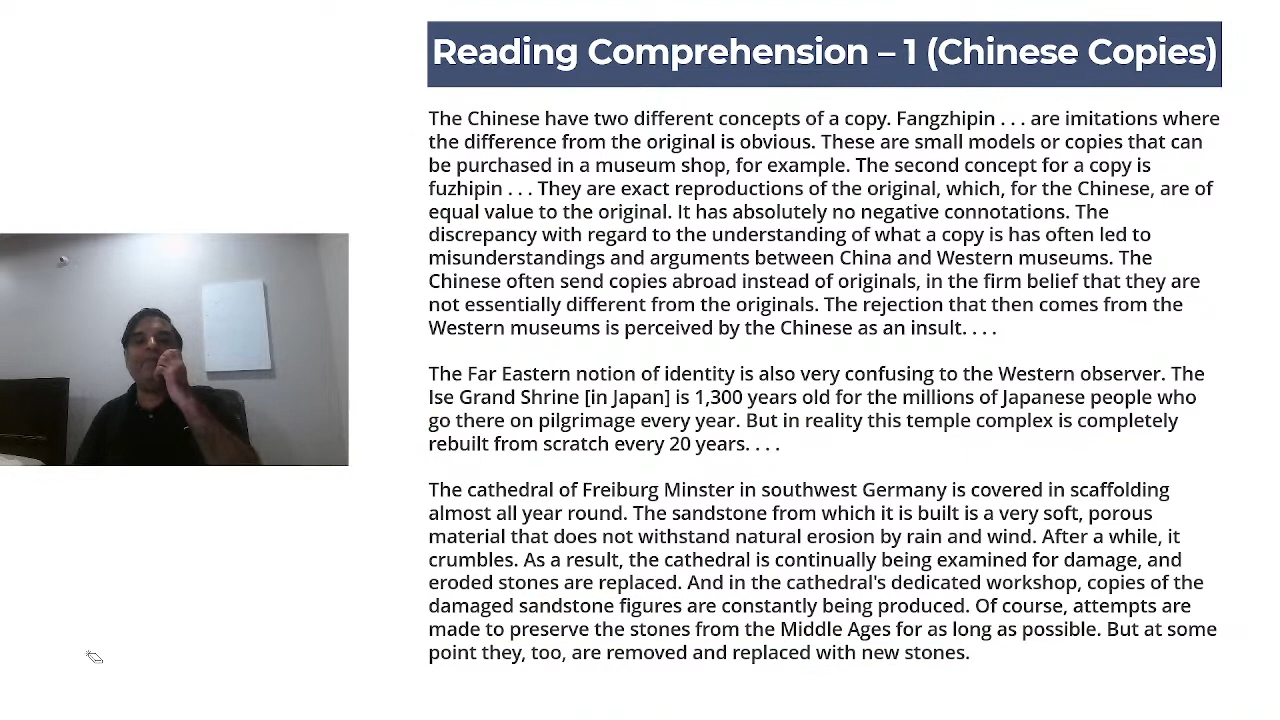 Reading Comprehension – 1 (Chinese Copies)
The Chinese have two different concepts of a copy. Fangzhipin . . . are imitations where
the difference from the original is obvious. These are small models or copies that can
be purchased in a museum shop, for example. The second concept for a copy is
fuzhipin . . . They are exact reproductions of the original, which, for the Chinese, are of
equal value to the original. It has absolutely no negative connotations. The
discrepancy with regard to the understanding of what a copy is has often led to
misunderstandings and arguments between China and Western museums. The
Chinese often send copies abroad instead of originals, in the firm belief that they are
not essentially different from the originals. The rejection that then comes from the
Western museums is perceived by the Chinese as an insult. . . .
The Far Eastern notion of identity is also very confusing to the Western observer. The
Ise Grand Shrine [in Japan] is 1,300 years old for the millions of Japanese people who
go there on pilgrimage every year. But in reality this temple complex is completely
rebuilt from scratch every 20 years. . . .
The cathedral of Freiburg Minster in southwest Germany is covered in scaffolding
almost all year round. The sandstone from which it is built is a very soft, porous
material that does not withstand natural erosion by rain and wind. After a while, it
crumbles. As a result, the cathedral is continually being examined for damage, and
eroded stones are replaced. And in the cathedral's dedicated workshop, copies of the
damaged sandstone figures are constantly being produced. Of course, attempts are
made to preserve the stones from the Middle Ages for as long as possible. But at some
point they, too, are removed and replaced with new stones.